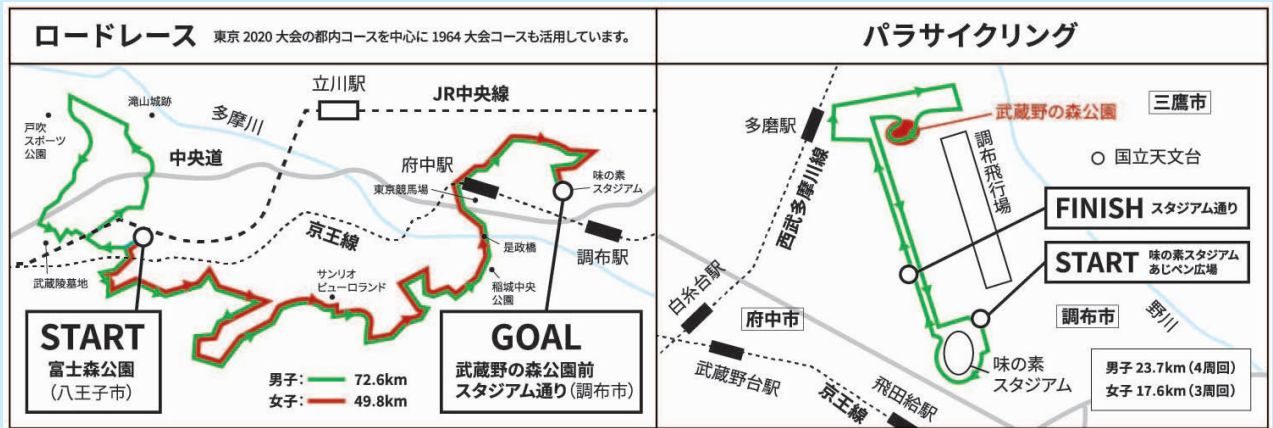 ロードレース
東京2020大会の都内コースを中心に1964大会コースも活用しています。
滝山城跡
戸吹
スポーツ
公園
多摩川
立川駅
JR中央線
中央道
府中駅
東京競馬場
味の素
スタジアム
京王線
是政橋
調布駅
武蔵陵墓地
サンリオ
ピューロランド
稲城中央
公園
START
富士森公園
(八王子市)
男子: 72.6km
女子: 49.8km
GOAL
武蔵野の森公園前
スタジアム通り(調布市)
パラサイクリング
多磨駅
武蔵野の森公園
三鷹市
国立天文台
西武多摩川線
調布飛行場
FINISH スタジアム通り
START 味の素スタジアム
あじペン広場
白糸台駅
府中市
調布市
野川
武蔵野台駅
味の素
スタジアム
京王線
飛田給駅
男子 23.7km(4周回)
女子 17.6km(3周回)